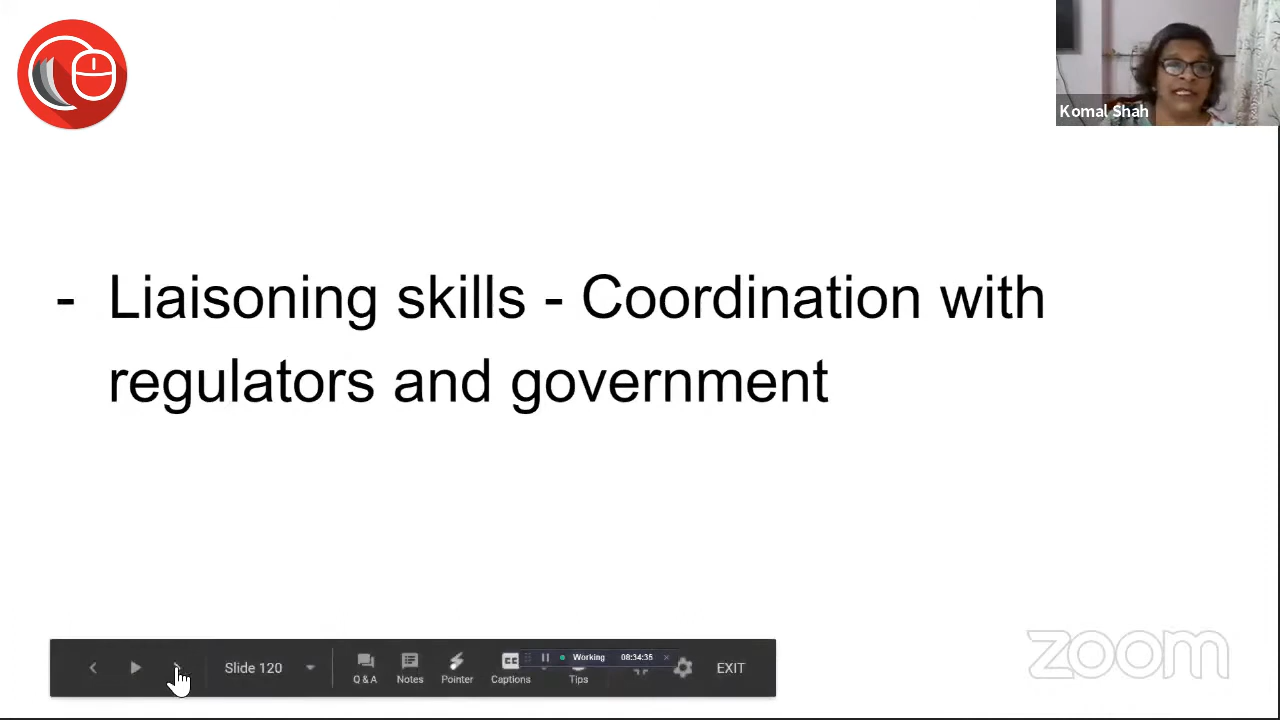 Komal Shah
- Liaisoning skills - Coordination with
regulators and government
Slide 120
Q & A
Notes
Pointer
CC
Captions
Working
08:34:35
Tips
EXIT
zoom